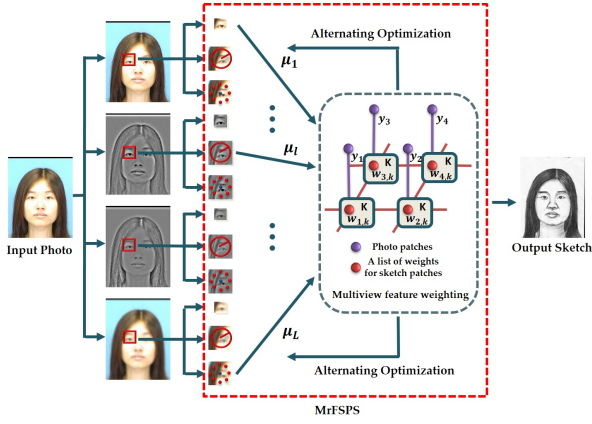 Alternating Optimization
μ₁
y₃
y₄
y₁
y₂
K
K
w₃,ₖ
w₄,ₖ
μₗ
K
K
w₁,ₖ
w₂,ₖ
Input Photo
Output Sketch
Photo patches
A list of weights
for sketch patches
Multiview feature weighting
μ_L
Alternating Optimization
MrFSPS